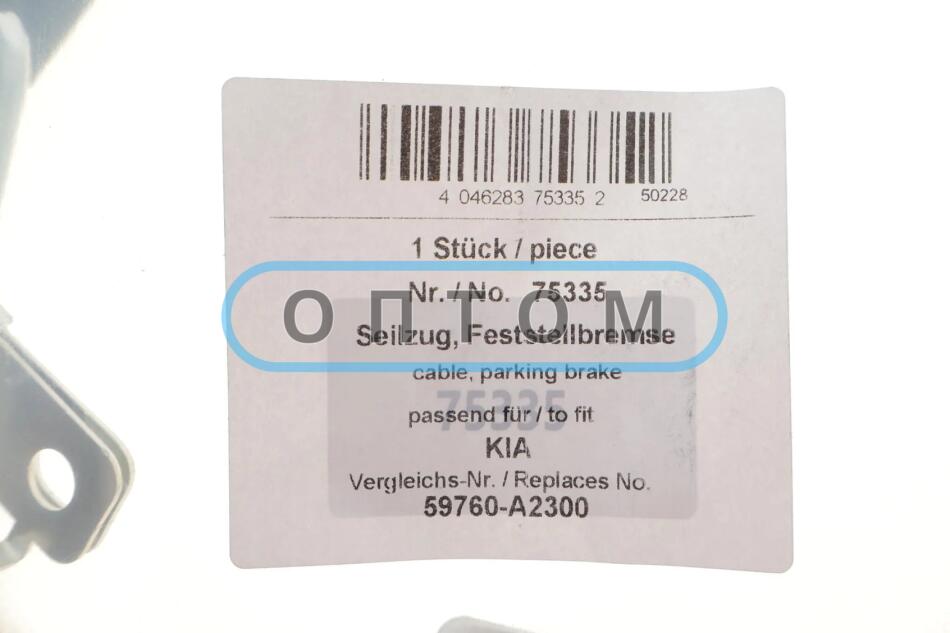 4 046283 75335 2 50228
1 Stück / piece
Nr. / No. 75335
ОПТОМ
Seilzug, Feststellbremse
cable, parking brake
75335
passend für / to fit
KIA
Vergleichs-Nr. / Replaces No.
59760-A2300